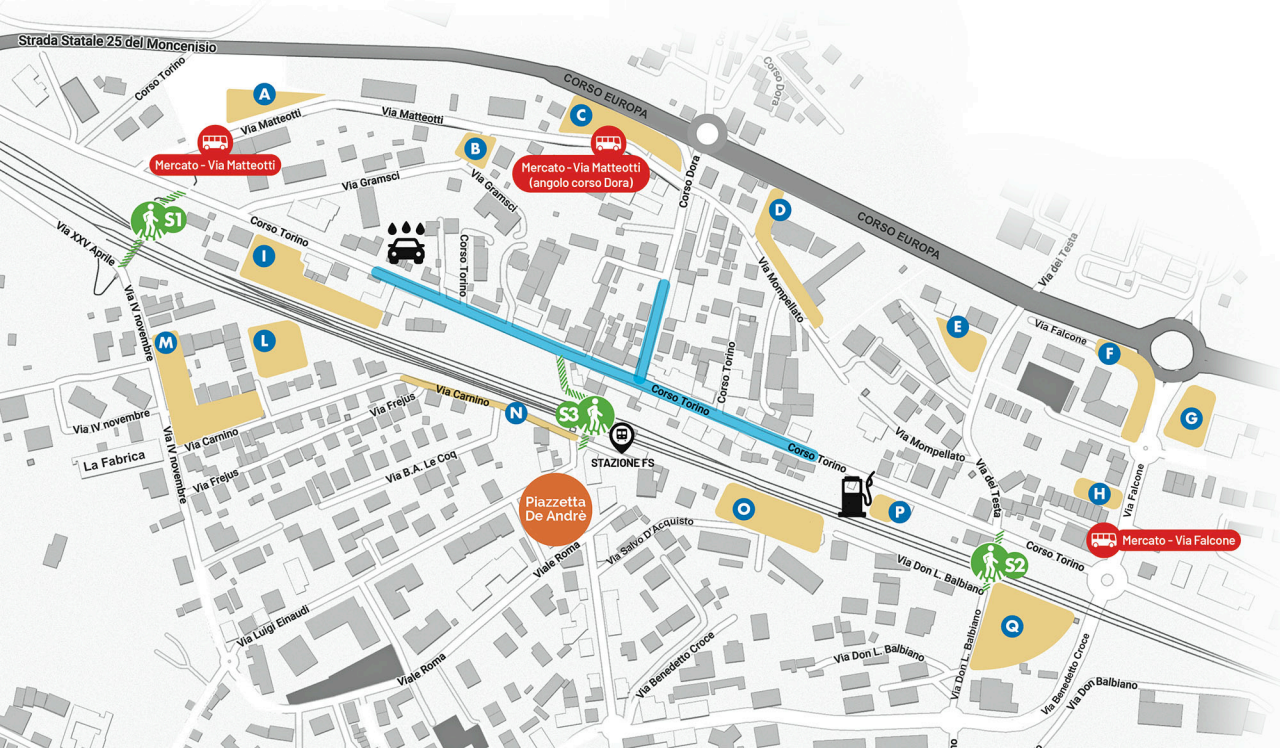 Strada Statale 25 del Moncenisio
Corso Torino
A
Via Matteotti
Mercato - Via Matteotti
Via Matteotti
CORSO EUROPA
C
B
Mercato - Via Matteotti
(angolo corso Dora)
Corso Dora
Corso Dora
Via Gramsci
Via Gramsci
S1
Via XXV Aprile
Corso Torino
I
Corso Torino
D
CORSO EUROPA
Via dei Testa
Via Mompellato
Via IV novembre
M
L
E
Via Falcone
F
G
Corso Torino
Corso Torino
Via Carnino
N
S3
STAZIONE FS
Via Frejus
Via IV novembre
Via Carnino
La Fabrica
Via IV novembre
Via Frejus
Via B.A. Le Coq
Corso Torino
Via Mompellato
Via dei Testa
H
Via Falcone
Piazzetta
De Andrè
O
P
Viale Roma
Via Salvo D'Acquisto
Mercato - Via Falcone
Corso Torino
S2
Via Don L. Balbiano
Via Luigi Einaudi
Q
Viale Roma
Via Benedetto Croce
Via Don L. Balbiano
Via Don L. Balbiano
Via Benedetto Croce
Via Don Balbiano